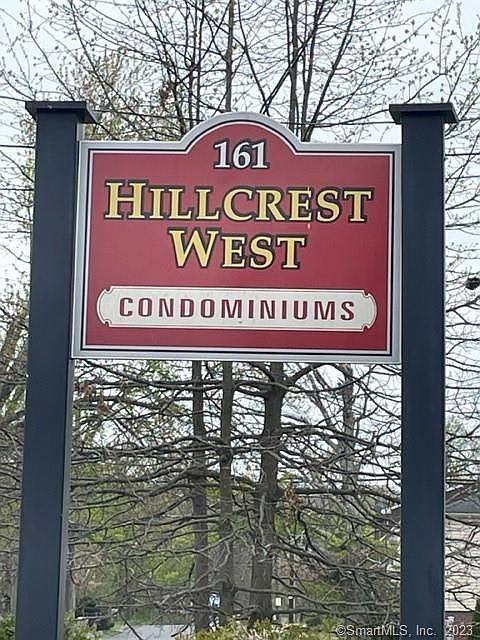 161
HILLCREST
WEST
CONDOMINIUMS
©SmartMLS, Inc. 2023